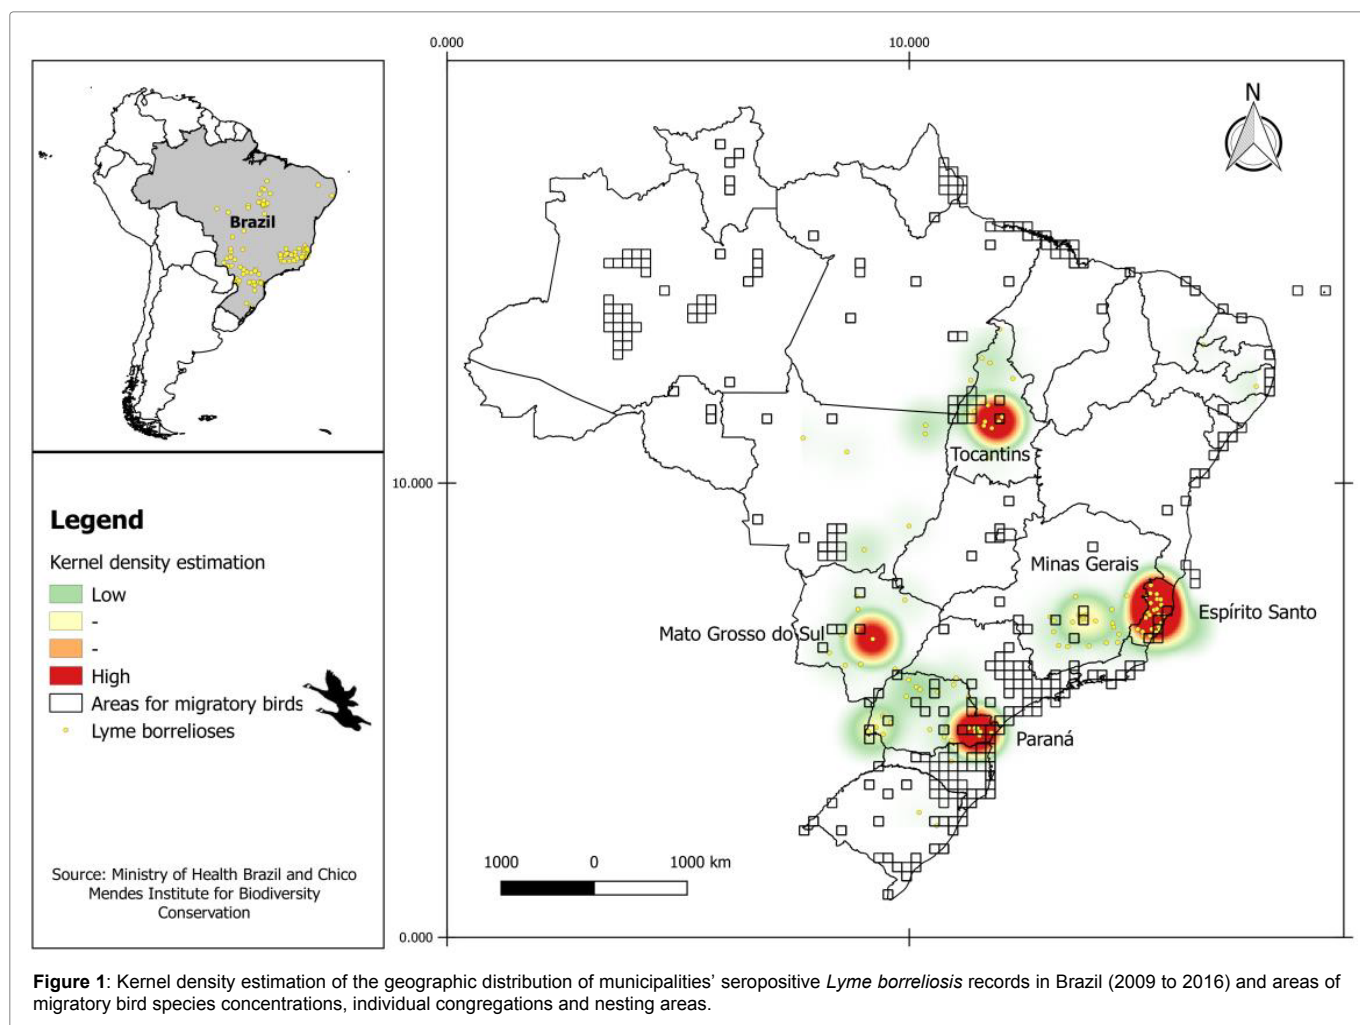 0.000
10.000
N
Brazil
Tocantins
10.000
Minas Gerais
Espírito Santo
Mato Grosso do Sul
Paraná
1000 0 1000 km
0.000
Legend
Kernel density estimation
Low
-
-
High
Areas for migratory birds
Lyme borrelioses
Source: Ministry of Health Brazil and Chico
Mendes Institute for Biodiversity
Conservation
Figure 1: Kernel density estimation of the geographic distribution of municipalities' seropositive Lyme borreliosis records in Brazil (2009 to 2016) and areas of
migratory bird species concentrations, individual congregations and nesting areas.